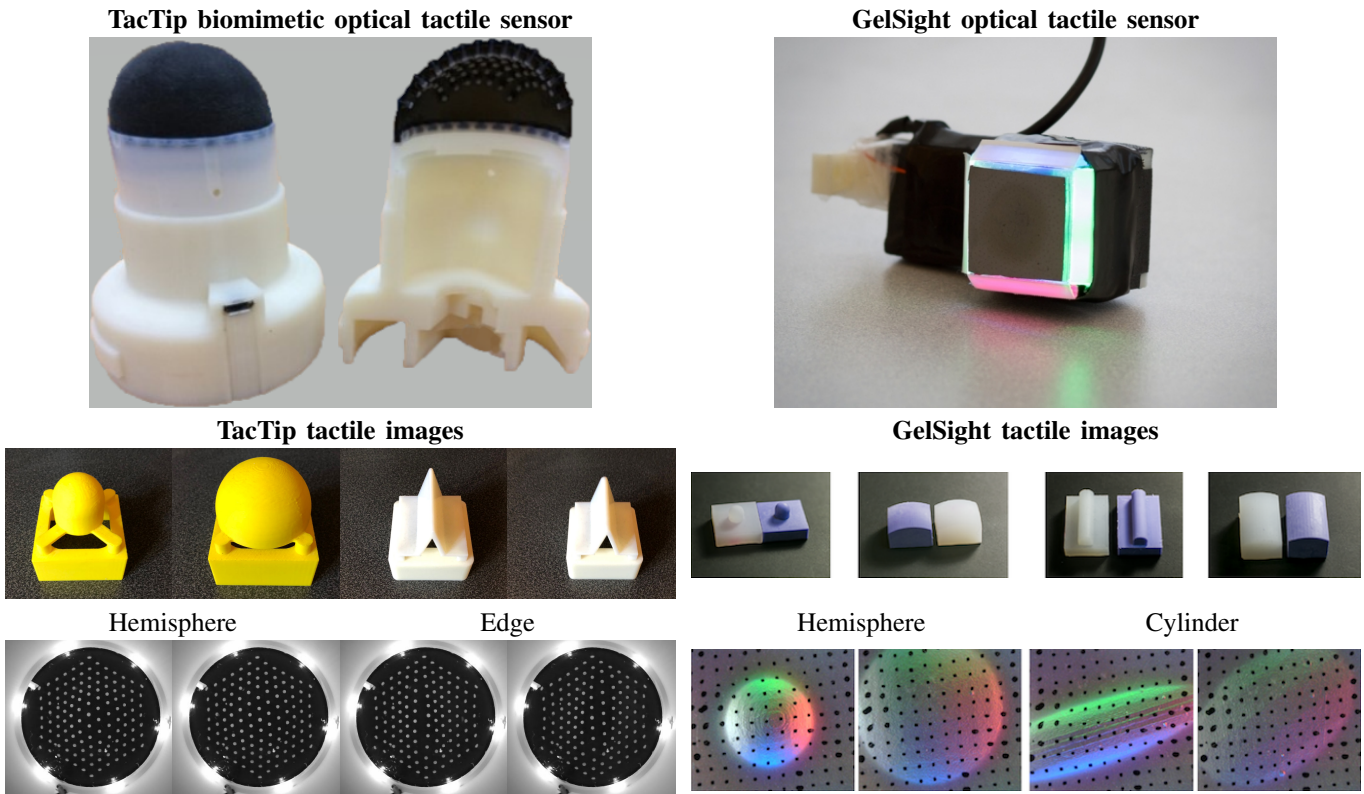 TacTip biomimetic optical tactile sensor
GelSight optical tactile sensor
TacTip tactile images
GelSight tactile images
Hemisphere
Edge
Hemisphere
Cylinder